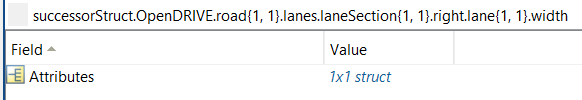 successorStruct.OpenDRIVE.road{1, 1}.lanes.laneSection{1, 1}.right.lane{1, 1}.width
Field Value
Attributes 1x1 struct